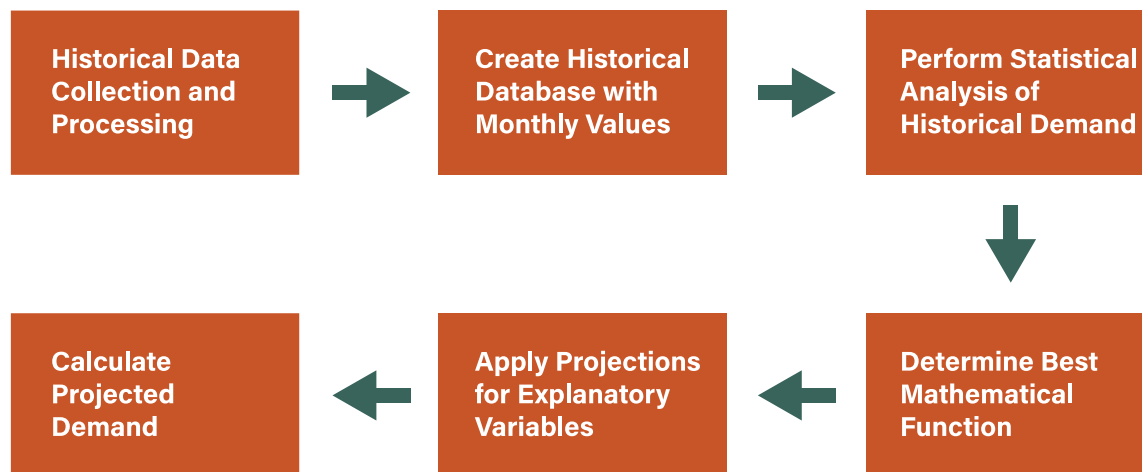 Historical Data
Collection and
Processing
Create Historical
Database with
Monthly Values
Perform Statistical
Analysis of
Historical Demand
Determine Best
Mathematical
Function
Apply Projections
for Explanatory
Variables
Calculate
Projected
Demand